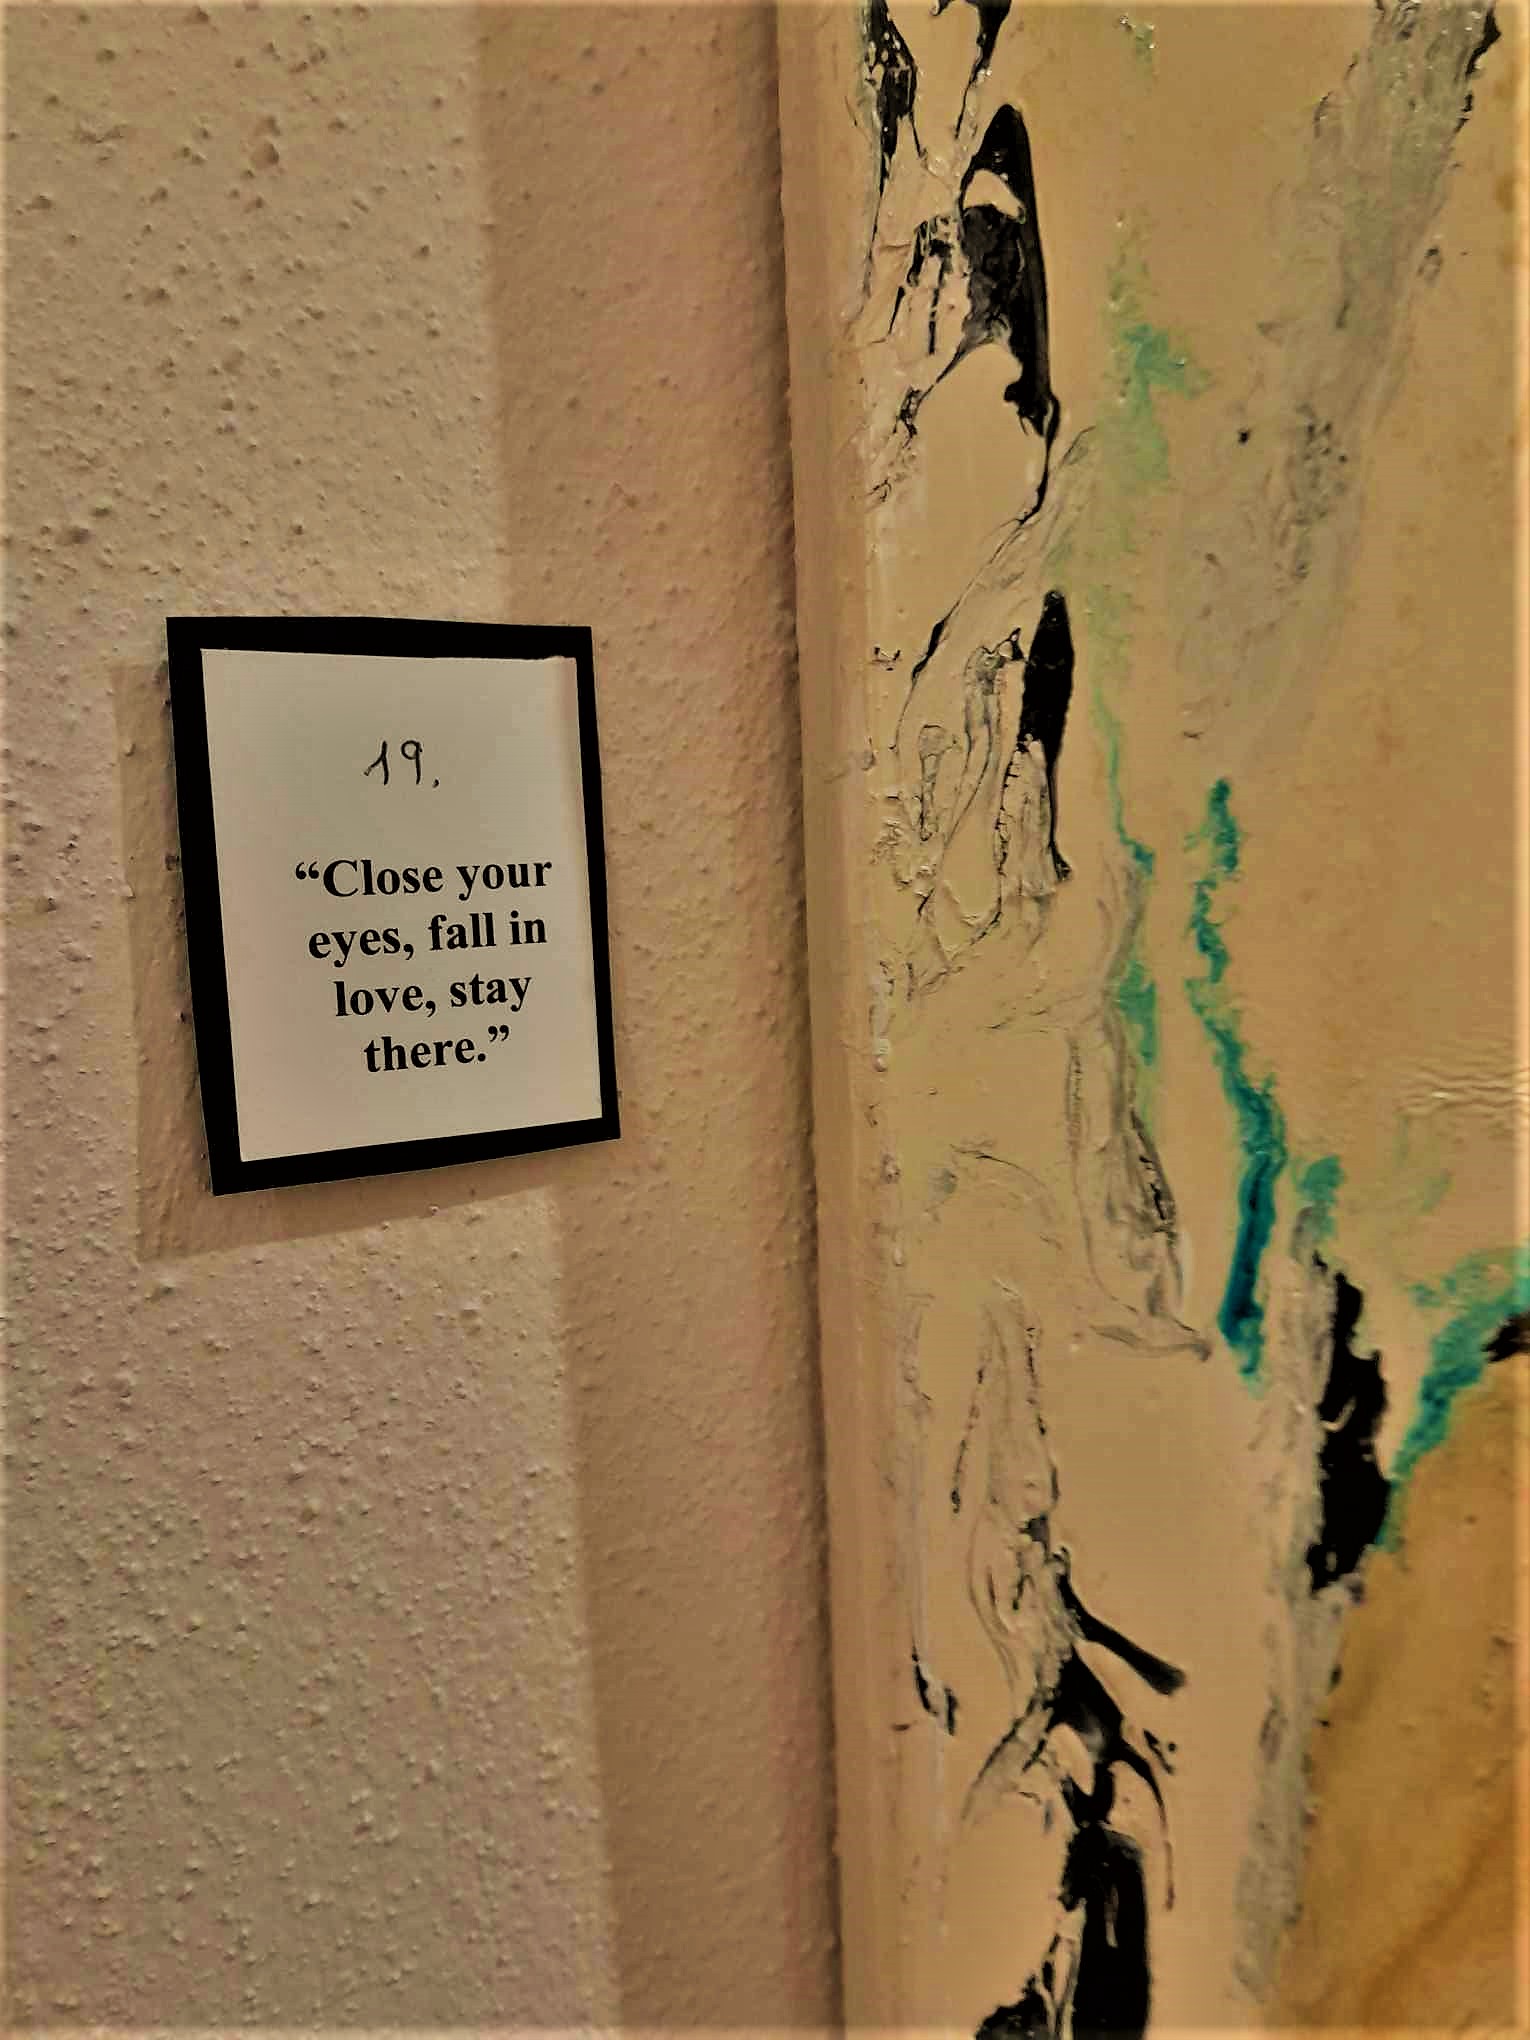 19.
“Close your
eyes, fall in
love, stay
there.”